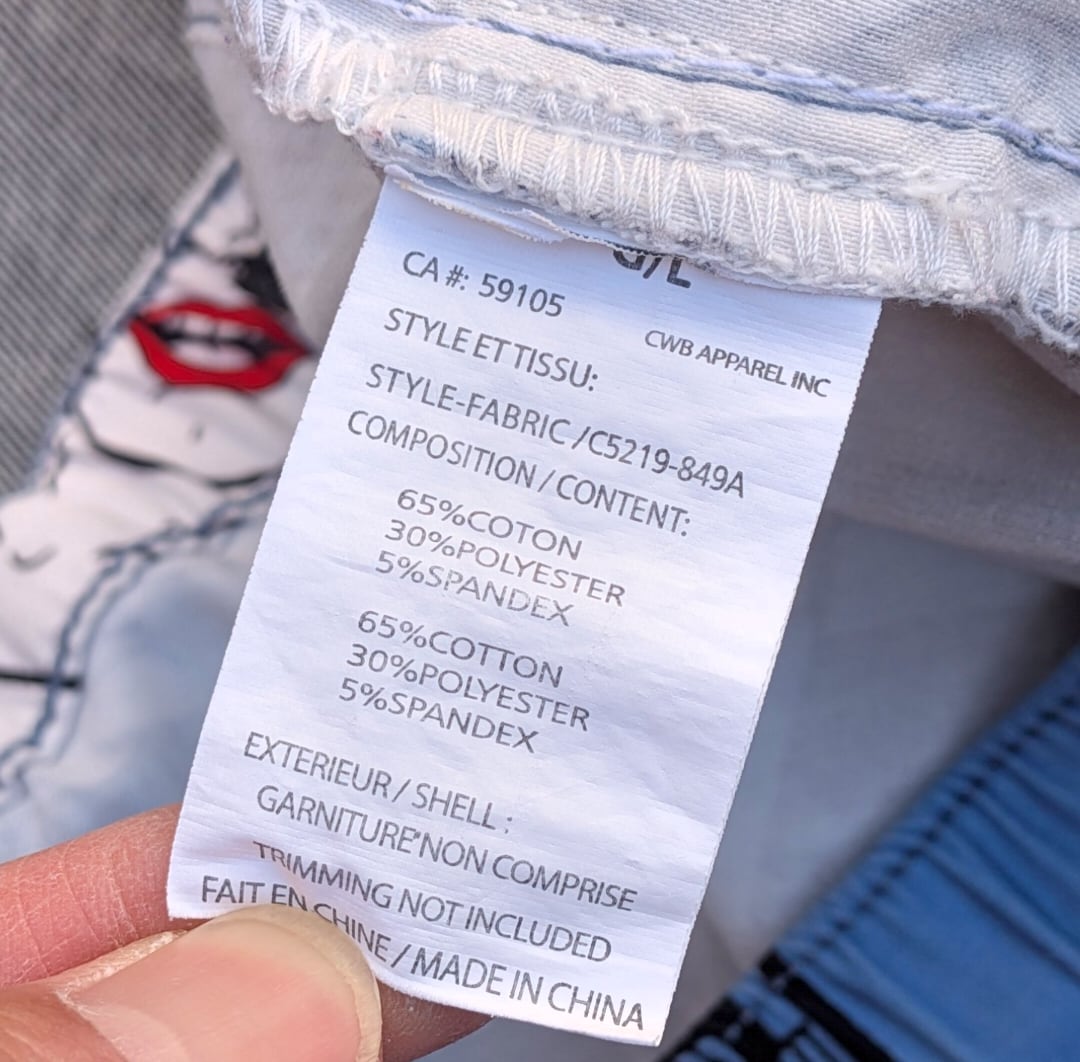 G/L
CA #: 59105
CWB APPAREL INC
STYLE ET TISSU:
STYLE-FABRIC /C5219-849A
COMPOSITION / CONTENT:
65%COTON
30%POLYESTER
5%SPANDEX
65%COTTON
30%POLYESTER
5%SPANDEX
EXTERIEUR / SHELL :
GARNITURE NON COMPRISE
TRIMMING NOT INCLUDED
FAIT EN CHINE / MADE IN CHINA